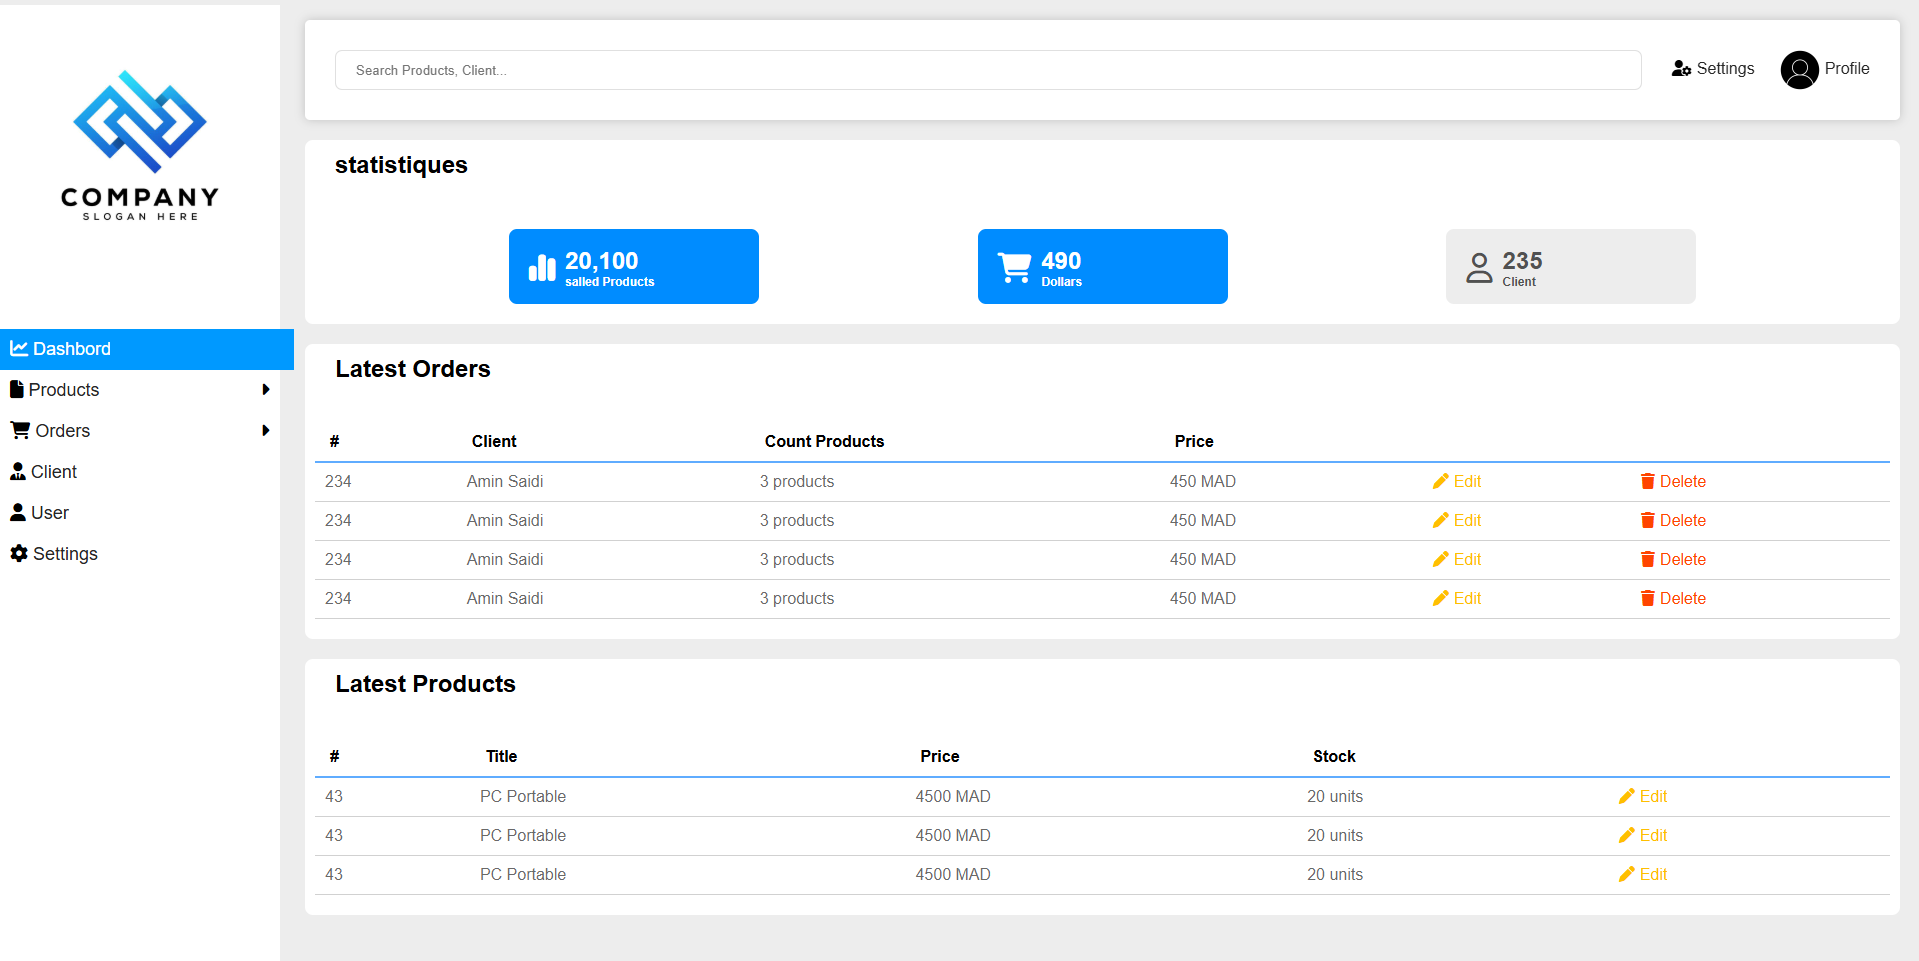 COMPANY
SLOGAN HERE
Dashbord
Products
Orders
Client
User
Settings
Search Products, Client...
Settings
Profile
statistiques
20,100
salled Products
490
Dollars
235
Client
Latest Orders
# Client Count Products Price
234 Amin Saidi 3 products 450 MAD Edit Delete
234 Amin Saidi 3 products 450 MAD Edit Delete
234 Amin Saidi 3 products 450 MAD Edit Delete
234 Amin Saidi 3 products 450 MAD Edit Delete
Latest Products
# Title Price Stock
43 PC Portable 4500 MAD 20 units Edit
43 PC Portable 4500 MAD 20 units Edit
43 PC Portable 4500 MAD 20 units Edit